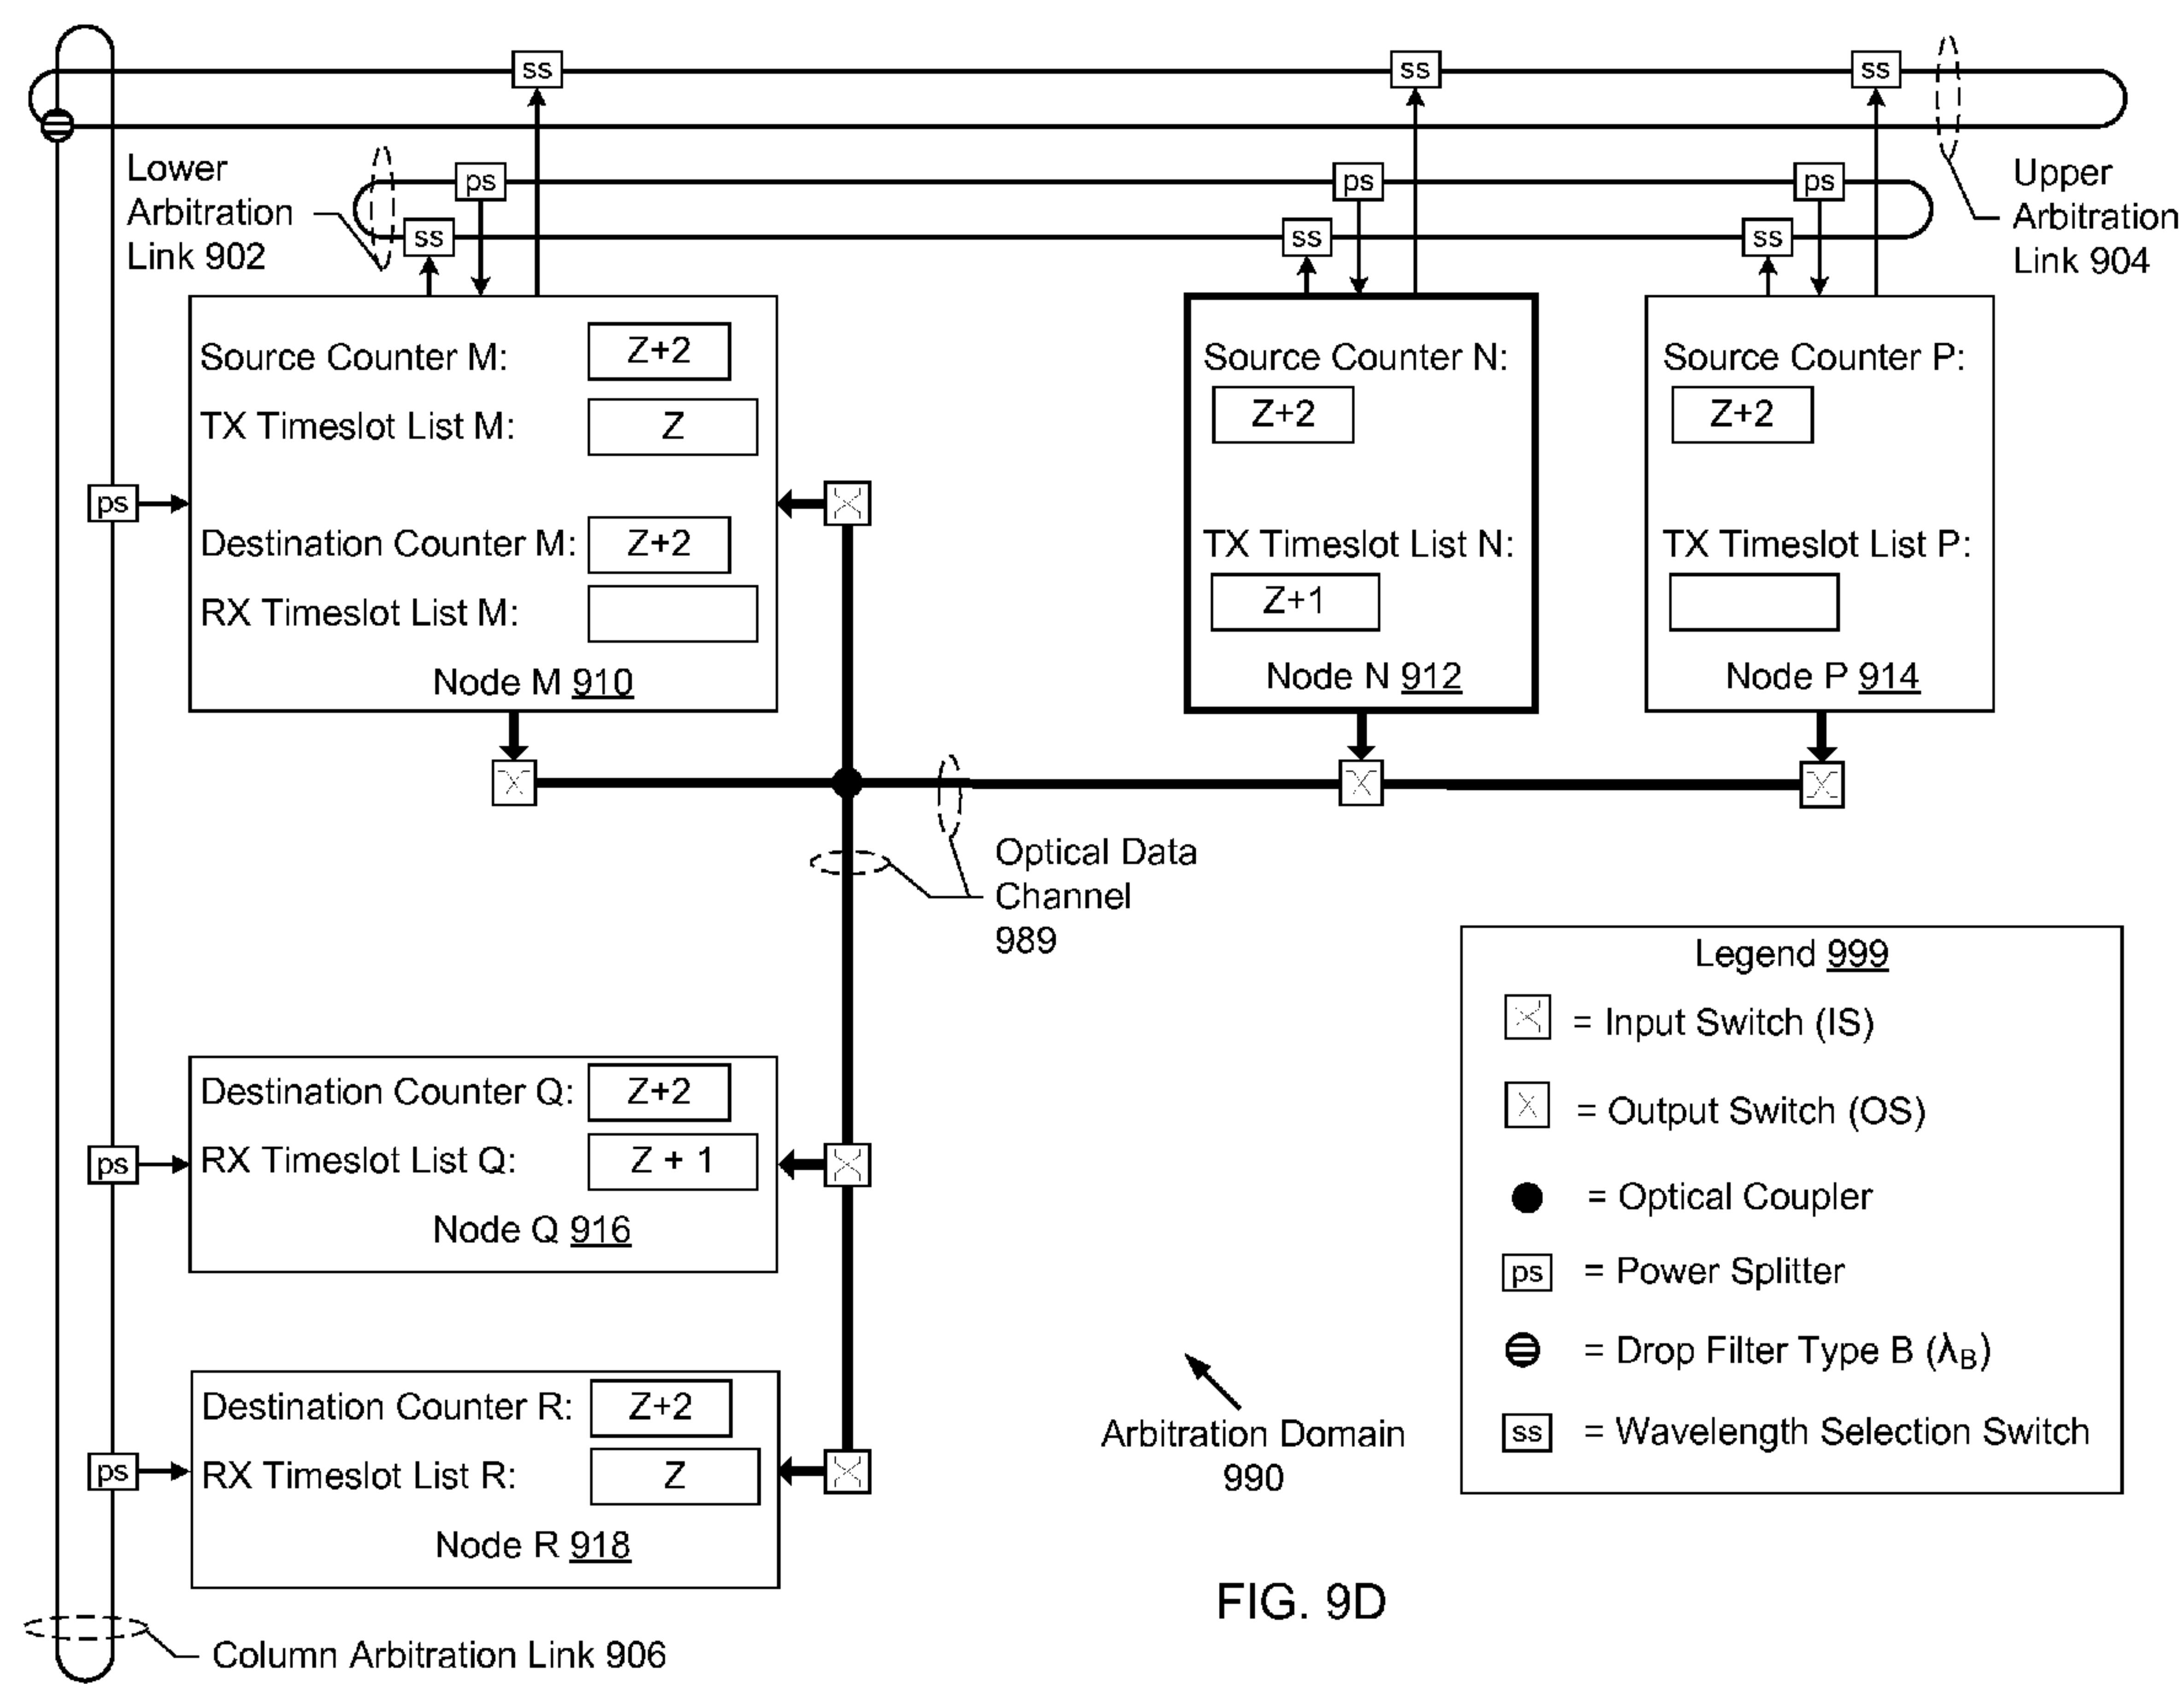 ss
ss
ss
Lower
Arbitration
Link 902
ps
ps
ps
ss
ss
ss
Upper
Arbitration
Link 904
Source Counter M:
Z+2
TX Timeslot List M:
Z
Destination Counter M:
Z+2
RX Timeslot List M:
Node M 910
ps
Source Counter N:
Z+2
TX Timeslot List N:
Z+1
Node N 912
Source Counter P:
Z+2
TX Timeslot List P:
Node P 914
Optical Data
Channel
989
Destination Counter Q:
Z+2
RX Timeslot List Q:
Z + 1
Node Q 916
ps
Destination Counter R:
Z+2
RX Timeslot List R:
Z
Node R 918
ps
Legend 999
= Input Switch (IS)
= Output Switch (OS)
= Optical Coupler
ps = Power Splitter
= Drop Filter Type B (λB)
ss = Wavelength Selection Switch
Arbitration Domain
990
FIG. 9D
Column Arbitration Link 906